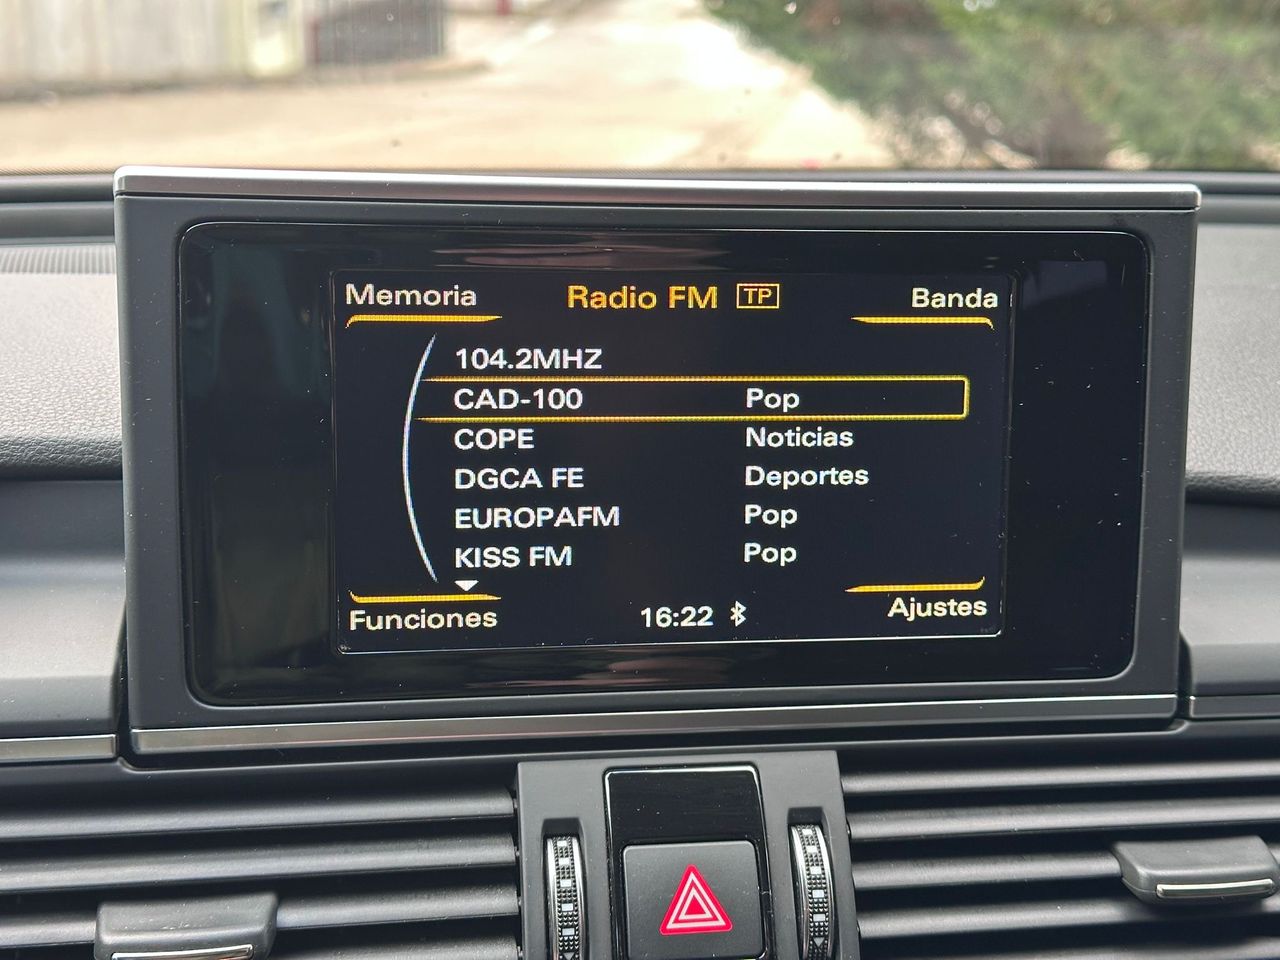 Memoria Radio FM TP Banda
104.2MHZ
CAD-100 Pop
COPE Noticias
DGCA FE Deportes
EUROPAFM Pop
KISS FM Pop
Funciones 16:22 Ajustes